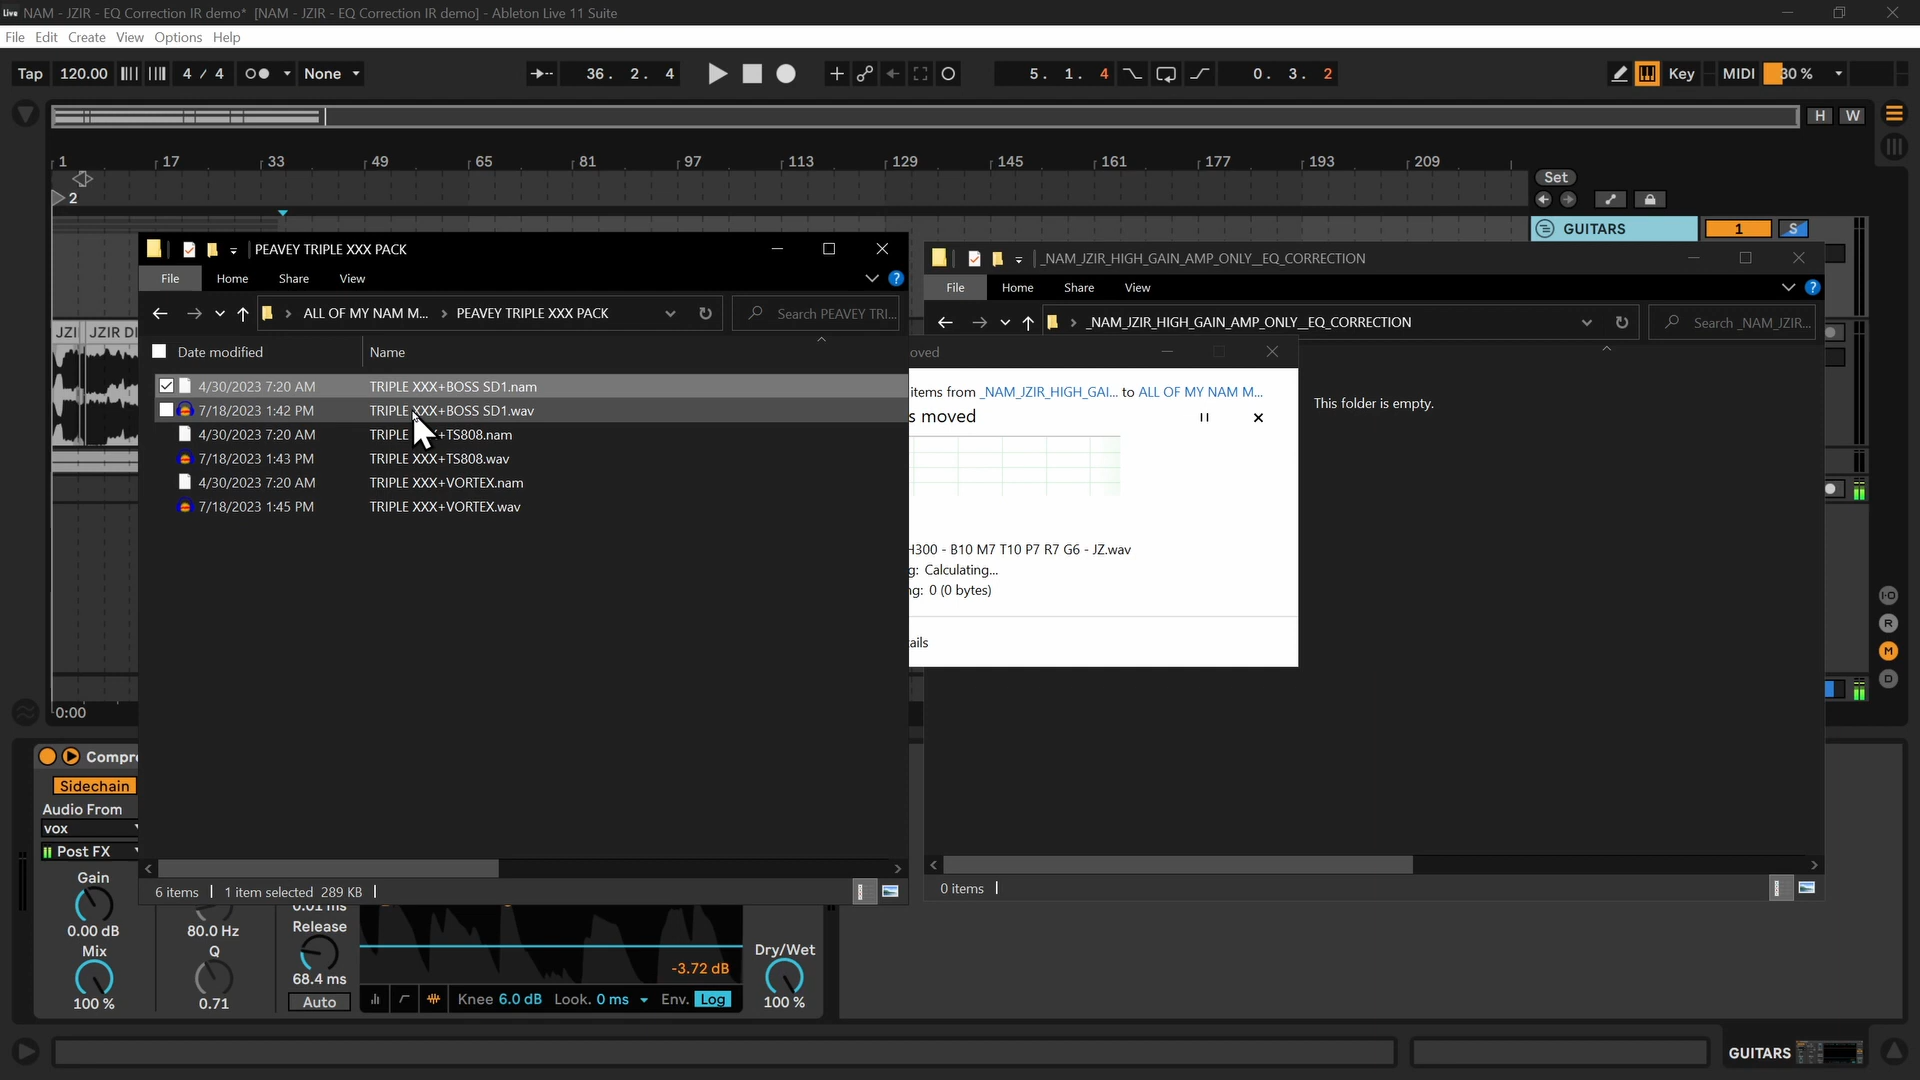 NAM - JZIR - EQ Correction IR demo* [NAM - JZIR - EQ Correction IR demo] - Ableton Live 11 Suite
File Edit Create View Options Help
Tap 120.00 4 / 4 None 36. 2. 4 5. 1. 4 0. 3. 2 Key MIDI 30 %
H W
1 17 33 49 65 81 97 113 129 145 161 177 193 209
Set
2
GUITARS 1 S
PEAVEY TRIPLE XXX PACK
File Home Share View
ALL OF MY NAM M... PEAVEY TRIPLE XXX PACK Search PEAVEY TRI...
Date modified Name
4/30/2023 7:20 AM TRIPLE XXX+BOSS SD1.nam
7/18/2023 1:42 PM TRIPLE XXX+BOSS SD1.wav
4/30/2023 7:20 AM TRIPLE XXX+TS808.nam
7/18/2023 1:43 PM TRIPLE XXX+TS808.wav
4/30/2023 7:20 AM TRIPLE XXX+VORTEX.nam
7/18/2023 1:45 PM TRIPLE XXX+VORTEX.wav
6 items 1 item selected 289 KB
_NAM_JZIR_HIGH_GAIN_AMP_ONLY__EQ_CORRECTION
File Home Share View
_NAM_JZIR_HIGH_GAIN_AMP_ONLY__EQ_CORRECTION Search _NAM_JZIR...
This folder is empty.
0 items
oved
items from _NAM_JZIR_HIGH_GAI... to ALL OF MY NAM M...
s moved
H300 - B10 M7 T10 P7 R7 G6 - JZ.wav
g: Calculating...
ng: 0 (0 bytes)
ails
JZI JZIR DI
0:00
I·O
R
M
D
Compre
Sidechain
Audio From
vox
Post FX
Gain
0.00 dB
Mix
100 %
80.0 Hz
Q
0.71
0.01 ms
Release
68.4 ms
Auto
-3.72 dB
Knee 6.0 dB Look. 0 ms Env. Log
Dry/Wet
100 %
GUITARS